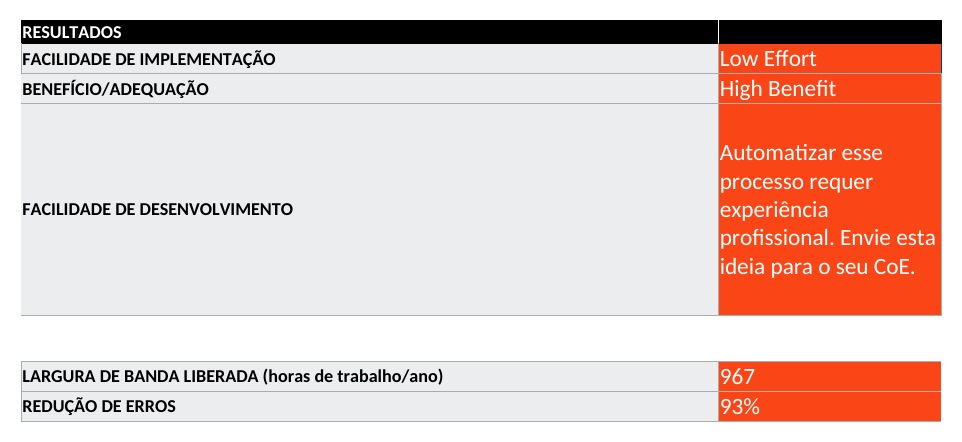 RESULTADOS
FACILIDADE DE IMPLEMENTAÇÃO Low Effort
BENEFÍCIO/ADEQUAÇÃO High Benefit
FACILIDADE DE DESENVOLVIMENTO
Automatizar esse
processo requer
experiência
profissional. Envie esta
ideia para o seu CoE.
LARGURA DE BANDA LIBERADA (horas de trabalho/ano) 967
REDUÇÃO DE ERROS 93%